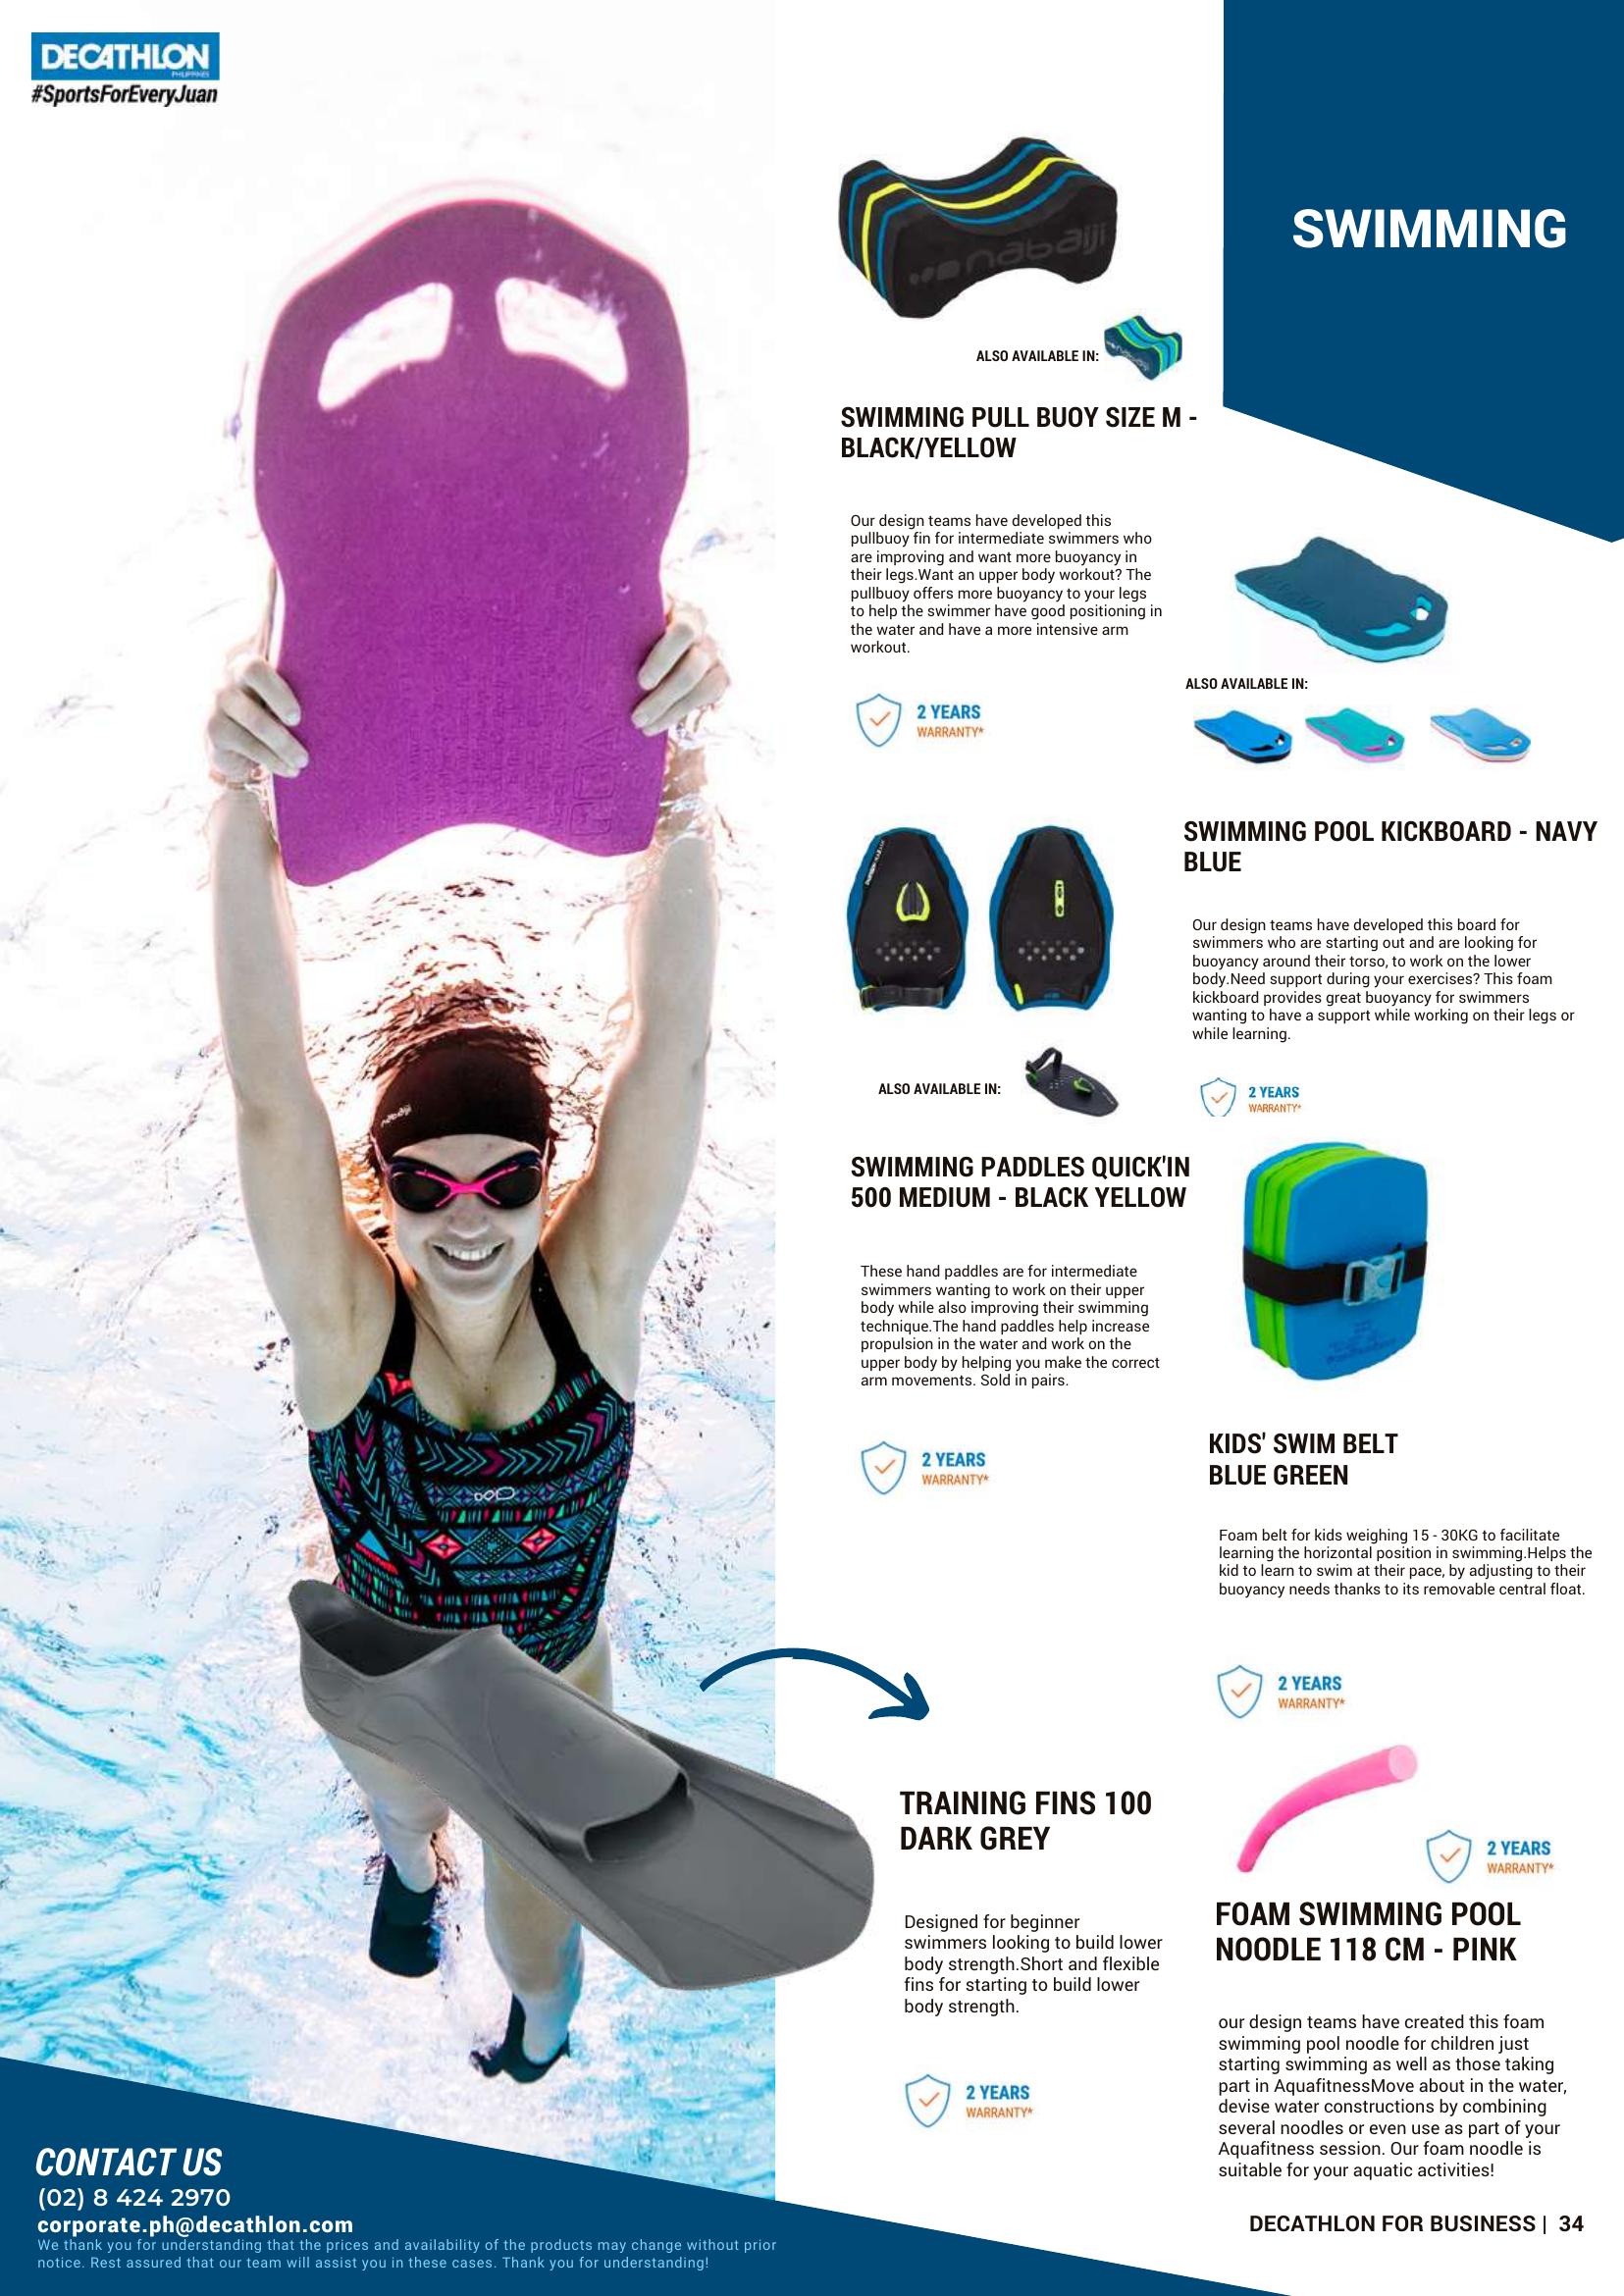 DECATHLON
PHILIPPINES
#SportsForEveryJuan
SWIMMING
nabaiji
ALSO AVAILABLE IN:
SWIMMING PULL BUOY SIZE M -
BLACK/YELLOW
Our design teams have developed this
pullbuoy fin for intermediate swimmers who
are improving and want more buoyancy in
their legs.Want an upper body workout? The
pullbuoy offers more buoyancy to your legs
to help the swimmer have good positioning in
the water and have a more intensive arm
workout.
2 YEARS
WARRANTY*
ALSO AVAILABLE IN:
SWIMMING POOL KICKBOARD - NAVY
BLUE
Our design teams have developed this board for
swimmers who are starting out and are looking for
buoyancy around their torso, to work on the lower
body.Need support during your exercises? This foam
kickboard provides great buoyancy for swimmers
wanting to have a support while working on their legs or
while learning.
2 YEARS
WARRANTY*
ALSO AVAILABLE IN:
SWIMMING PADDLES QUICK'IN
500 MEDIUM - BLACK YELLOW
These hand paddles are for intermediate
swimmers wanting to work on their upper
body while also improving their swimming
technique.The hand paddles help increase
propulsion in the water and work on the
upper body by helping you make the correct
arm movements. Sold in pairs.
2 YEARS
WARRANTY*
KIDS' SWIM BELT
BLUE GREEN
Foam belt for kids weighing 15 - 30KG to facilitate
learning the horizontal position in swimming.Helps the
kid to learn to swim at their pace, by adjusting to their
buoyancy needs thanks to its removable central float.
2 YEARS
WARRANTY*
nabaiji
TRAINING FINS 100
DARK GREY
Designed for beginner
swimmers looking to build lower
body strength.Short and flexible
fins for starting to build lower
body strength.
2 YEARS
WARRANTY*
2 YEARS
WARRANTY*
FOAM SWIMMING POOL
NOODLE 118 CM - PINK
our design teams have created this foam
swimming pool noodle for children just
starting swimming as well as those taking
part in AquafitnessMove about in the water,
devise water constructions by combining
several noodles or even use as part of your
Aquafitness session. Our foam noodle is
suitable for your aquatic activities!
CONTACT US
(02) 8 424 2970
corporate.ph@decathlon.com
We thank you for understanding that the prices and availability of the products may change without prior
notice. Rest assured that our team will assist you in these cases. Thank you for understanding!
DECATHLON FOR BUSINESS | 34